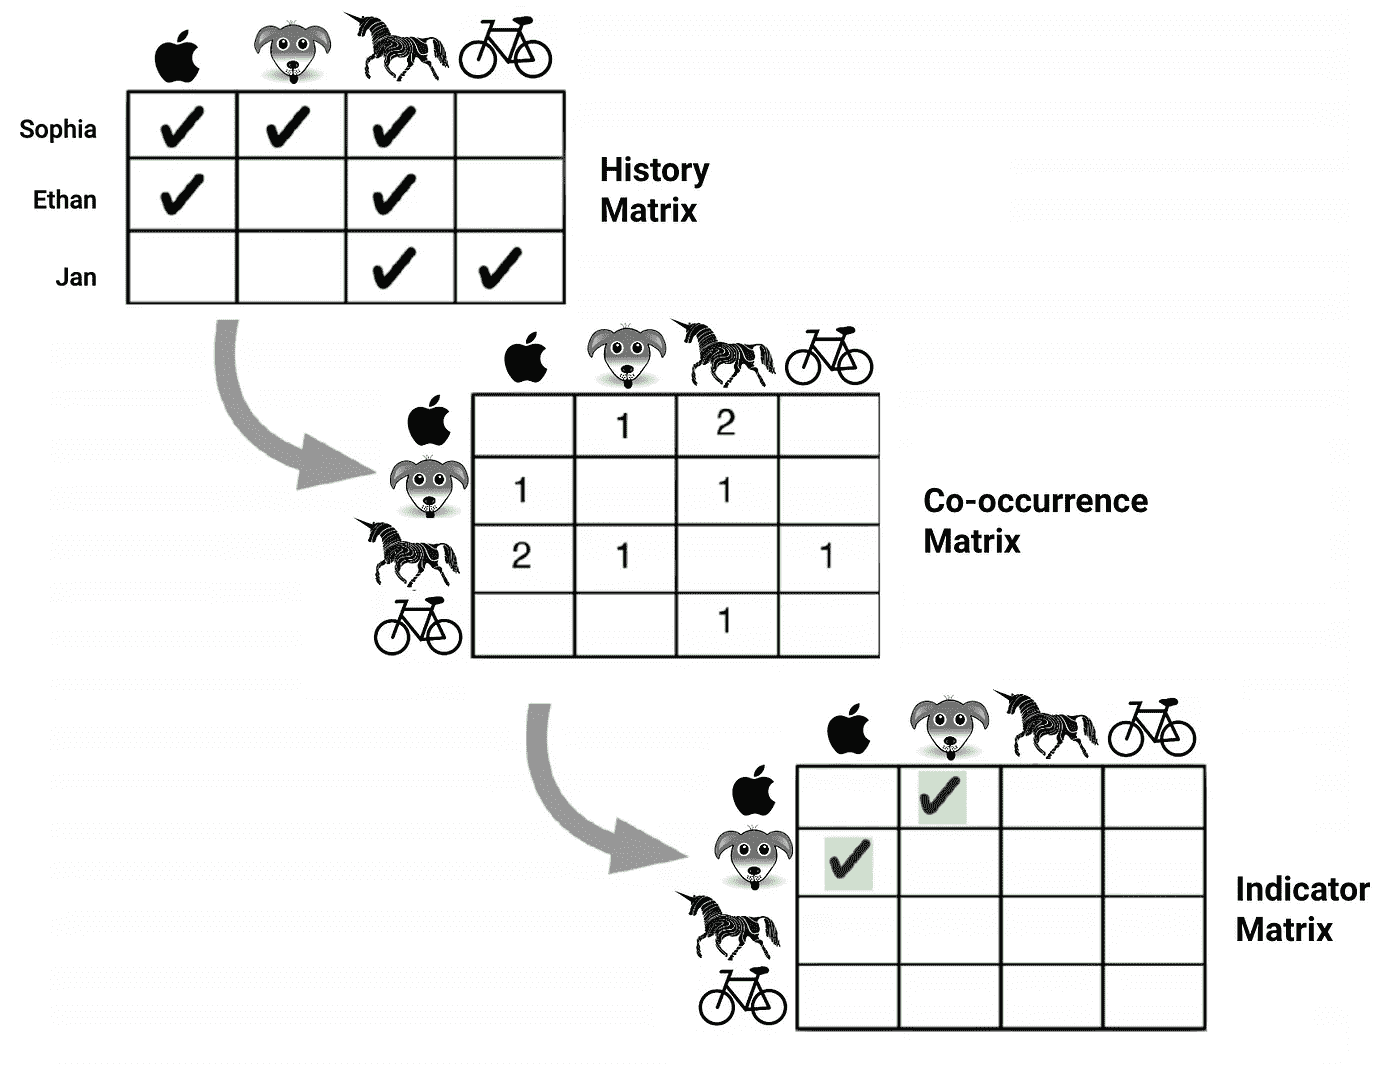 Sophia
Ethan
Jan
History
Matrix
1 2
1 1
2 1 1
1
Co-occurrence
Matrix
Indicator
Matrix